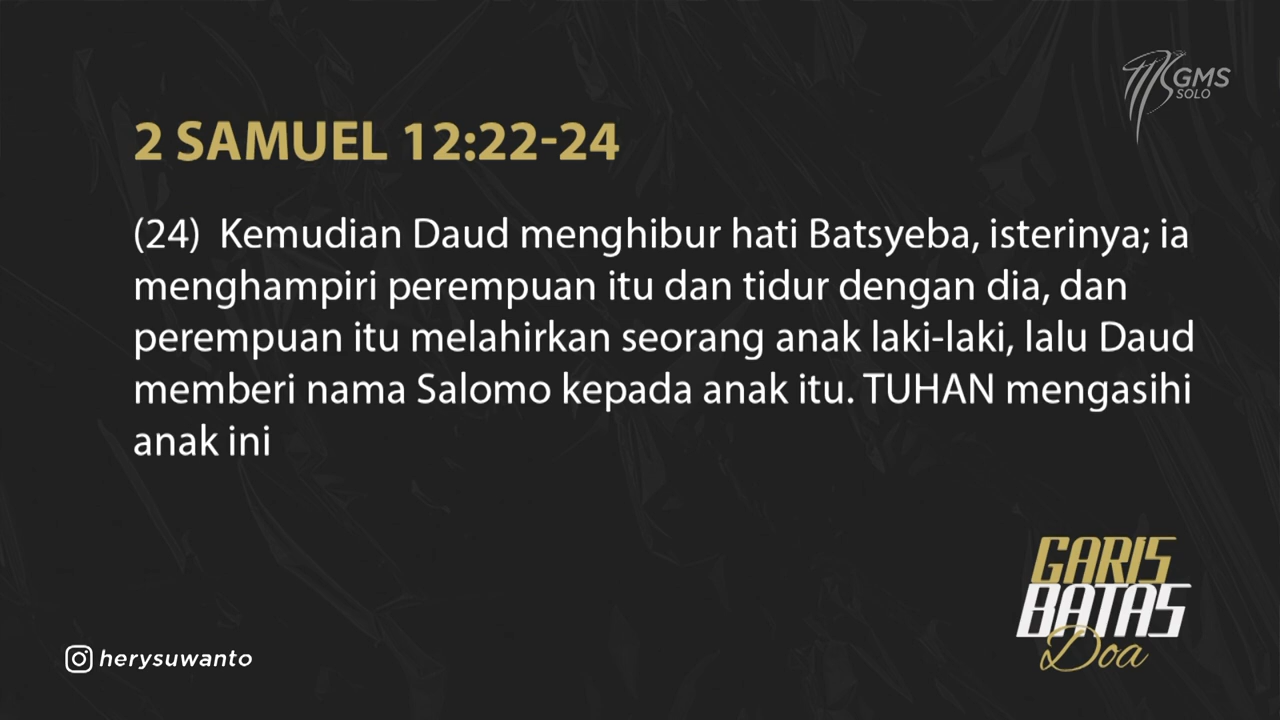 GMS
SOLO
2 SAMUEL 12:22-24
(24)  Kemudian Daud menghibur hati Batsyeba, isterinya; ia
menghampiri perempuan itu dan tidur dengan dia, dan
perempuan itu melahirkan seorang anak laki-laki, lalu Daud
memberi nama Salomo kepada anak itu. TUHAN mengasihi
anak ini
GARIS
BATAS
Doa
herysuwanto